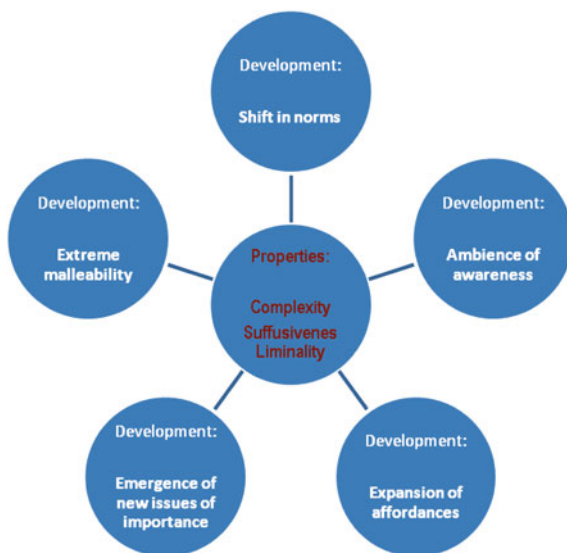 Development:
Shift in norms
Development:
Extreme
malleability
Development:
Ambience of
awareness
Properties:
Complexity
Suffusivenes
Liminality
Development:
Emergence of
new issues of
importance
Development:
Expansion of
affordances